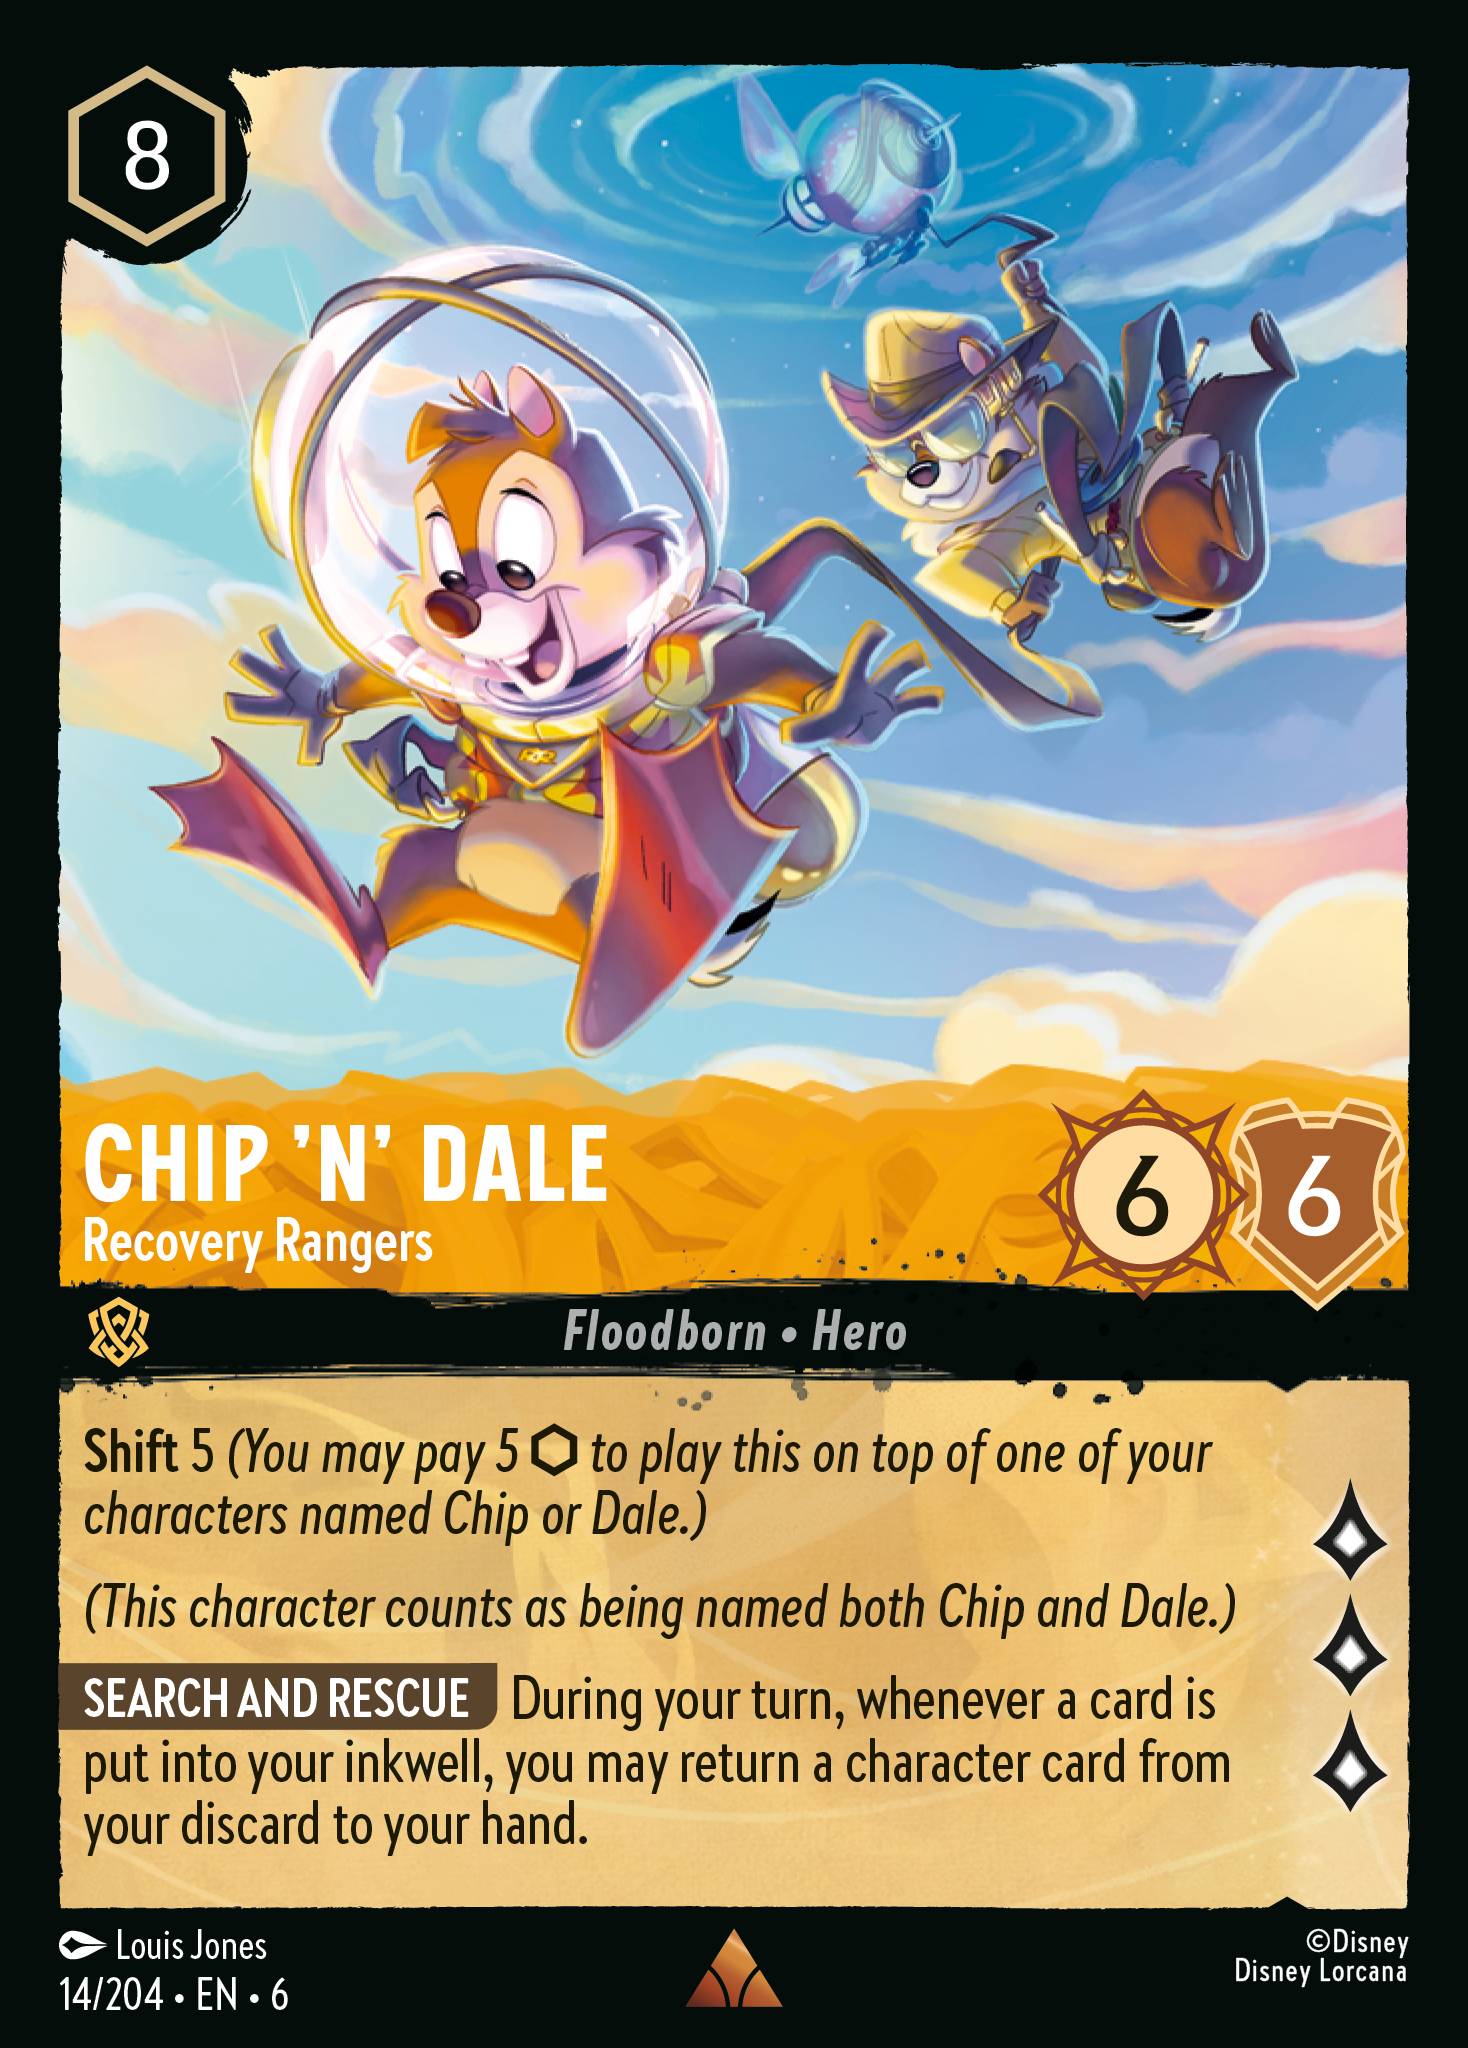 8
CHIP 'N' DALE
Recovery Rangers
6 6
Floodborn • Hero
Shift 5 (You may pay 5 ⬡ to play this on top of one of your
characters named Chip or Dale.)
(This character counts as being named both Chip and Dale.)
SEARCH AND RESCUE During your turn, whenever a card is
put into your inkwell, you may return a character card from
your discard to your hand.
Louis Jones
14/204 • EN • 6
©Disney
Disney Lorcana